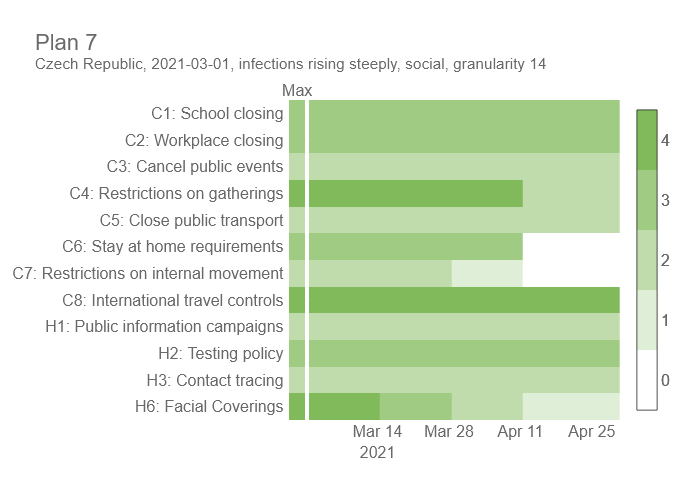 Plan 7
Czech Republic, 2021-03-01, infections rising steeply, social, granularity 14
Max
C1: School closing
C2: Workplace closing
C3: Cancel public events
C4: Restrictions on gatherings
C5: Close public transport
C6: Stay at home requirements
C7: Restrictions on internal movement
C8: International travel controls
H1: Public information campaigns
H2: Testing policy
H3: Contact tracing
H6: Facial Coverings
Mar 14 Mar 28 Apr 11 Apr 25
2021
4
3
2
1
0